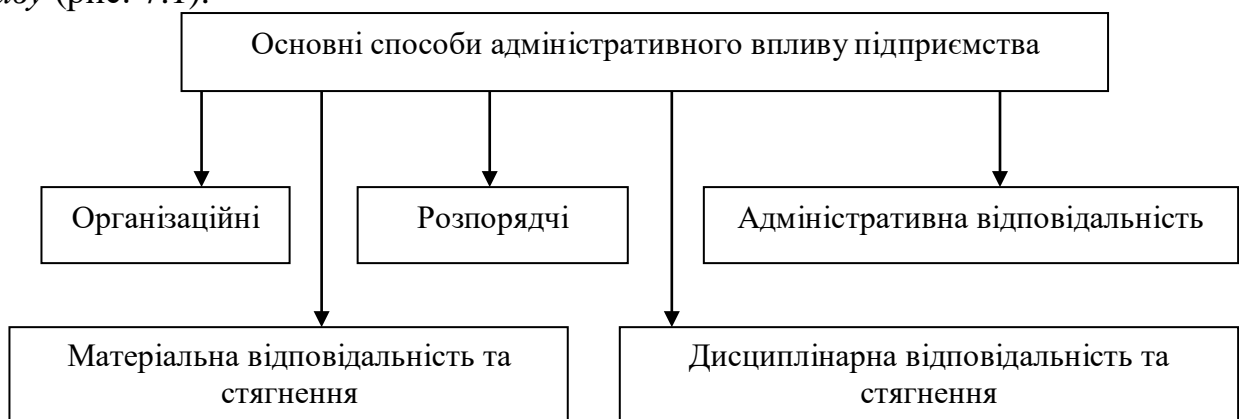 (рис. 7.1).
Основні способи адміністративного впливу підприємства
Організаційні
Розпорядчі
Адміністративна відповідальність
Матеріальна відповідальність та
стягнення
Дисциплінарна відповідальність та
стягнення